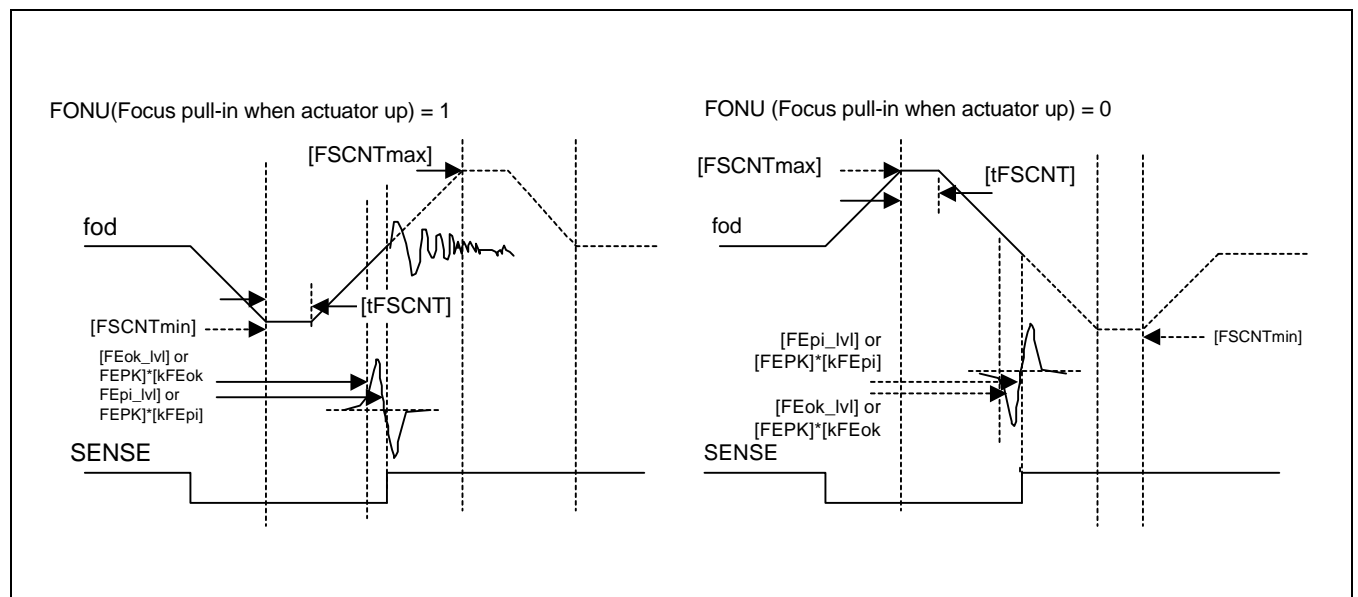 FONU(Focus pull-in when actuator up) = 1
[FSCNTmax]
fod
[tFSCNT]
[FSCNTmin]
[FEok_lvl] or
FEPK]*[kFEok
FEpi_lvl] or
FEPK]*[kFEpi]
SENSE
FONU (Focus pull-in when actuator up) = 0
[FSCNTmax]
[tFSCNT]
fod
[FSCNTmin]
[FEpi_lvl] or
[FEPK]*[kFEpi]
[FEok_lvl] or
[FEPK]*[kFEok
SENSE